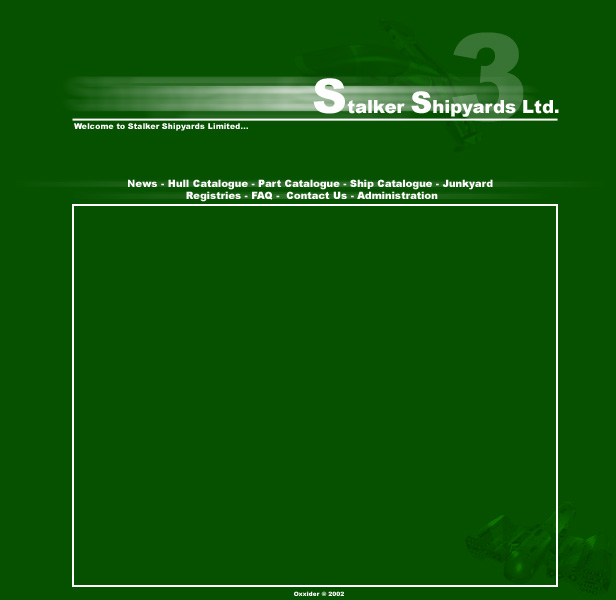 3
Stalker Shipyards Ltd.
Welcome to Stalker Shipyards Limited...
News - Hull Catalogue - Part Catalogue - Ship Catalogue - Junkyard
Registries - FAQ - Contact Us - Administration
Oxxider ® 2002